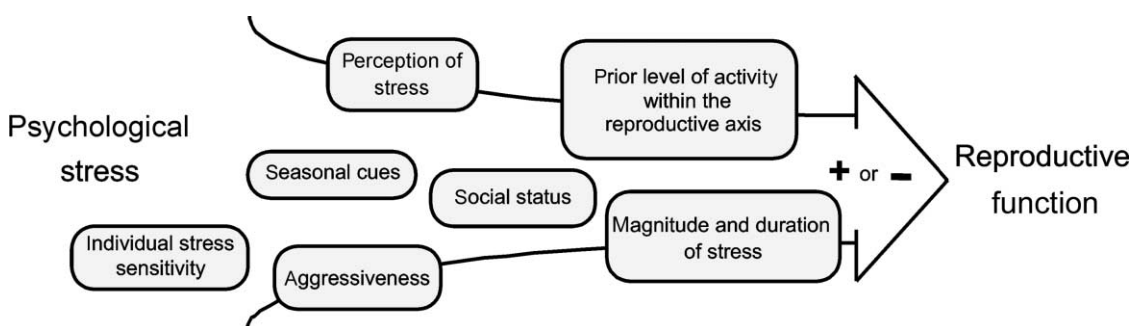 Psychological
stress
Perception of
stress
Prior level of activity
within the
reproductive axis
Seasonal cues
Social status
Individual stress
sensitivity
Aggressiveness
Magnitude and duration
of stress
+ or -
Reproductive
function